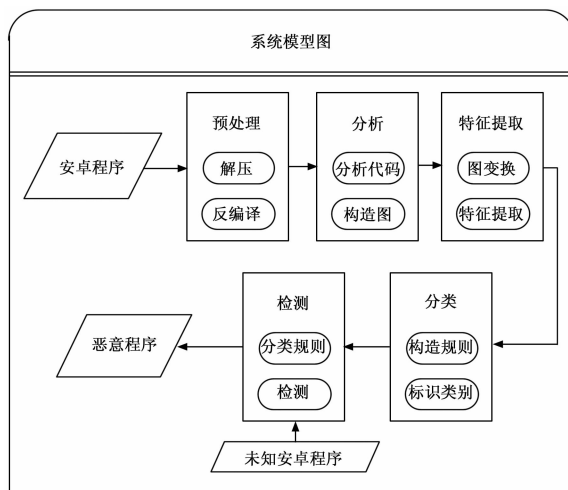 系统模型图
预处理
分析
特征提取
安卓程序
解压
分析代码
图变换
反编译
构造图
特征提取
检测
分类
恶意程序
分类规则
构造规则
检测
标识类别
未知安卓程序